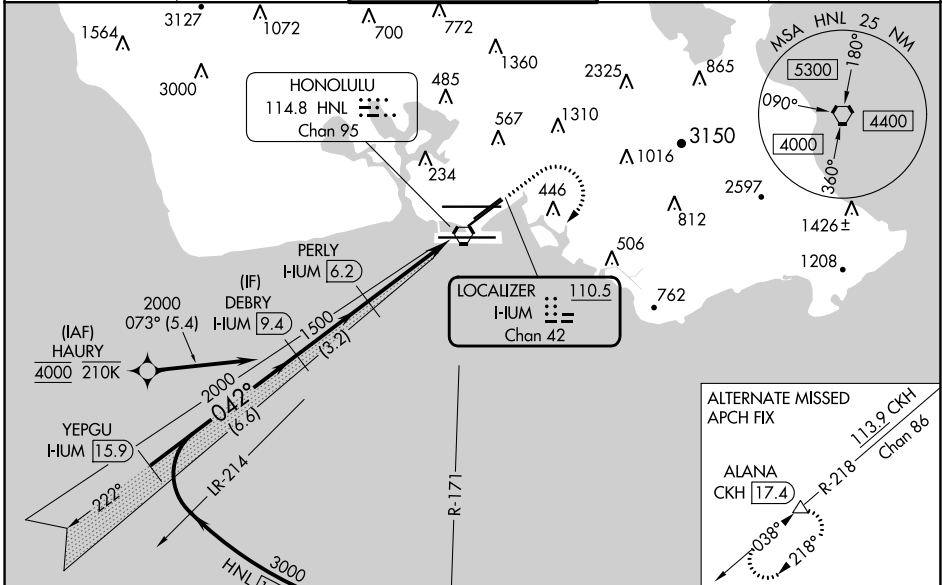 1564
3127
1072
700
772
3000
1360
2325
865
HONOLULU
114.8 HNL
Chan 95
485
567
1310
234
1016
3150
446
812
2597
506
762
1208
1426±
MSA HNL 25 NM
180°
5300
090°
4400
4000
360°
PERLY
I-IUM 6.2
(IF)
DEBRY
I-IUM 9.4
2000
073° (5.4)
(IAF)
HAURY
4000 210K
1500
(3.2)
2000
042°
(6.6)
LOCALIZER 110.5
I-IUM
Chan 42
YEPGU
I-IUM 15.9
222°
LR-214
R-171
3000
HNL
ALTERNATE MISSED
APCH FIX
113.9 CKH
Chan 86
R-218
ALANA
CKH 17.4
038°
218°